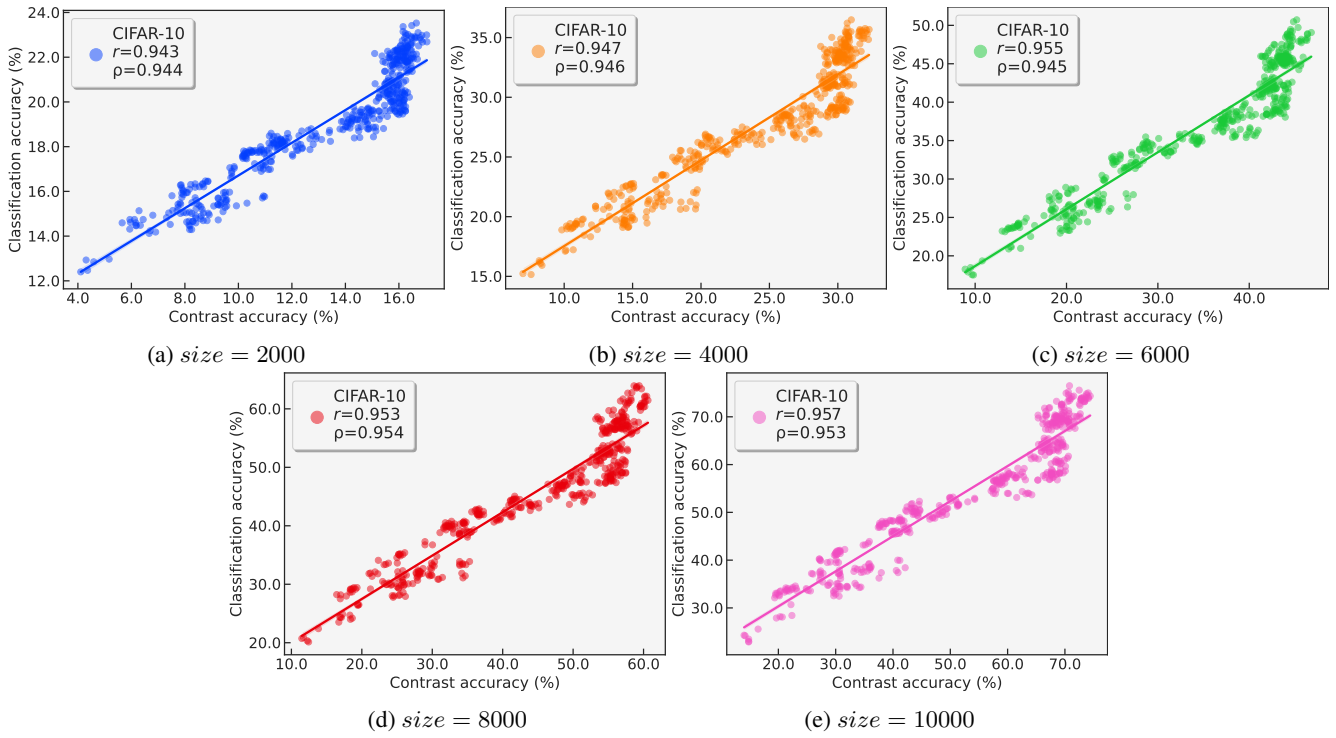 24.0
22.0
20.0
18.0
16.0
14.0
12.0
Classification accuracy (%)
CIFAR-10
r=0.943
ρ=0.944
4.0 6.0 8.0 10.0 12.0 14.0 16.0
Contrast accuracy (%)
(a) size = 2000
35.0
30.0
25.0
20.0
15.0
Classification accuracy (%)
CIFAR-10
r=0.947
ρ=0.946
10.0 15.0 20.0 25.0 30.0
Contrast accuracy (%)
(b) size = 4000
50.0
45.0
40.0
35.0
30.0
25.0
20.0
Classification accuracy (%)
CIFAR-10
r=0.955
ρ=0.945
10.0 20.0 30.0 40.0
Contrast accuracy (%)
(c) size = 6000
60.0
50.0
40.0
30.0
20.0
Classification accuracy (%)
CIFAR-10
r=0.953
ρ=0.954
10.0 20.0 30.0 40.0 50.0 60.0
Contrast accuracy (%)
(d) size = 8000
70.0
60.0
50.0
40.0
30.0
Classification accuracy (%)
CIFAR-10
r=0.957
ρ=0.953
20.0 30.0 40.0 50.0 60.0 70.0
Contrast accuracy (%)
(e) size = 10000